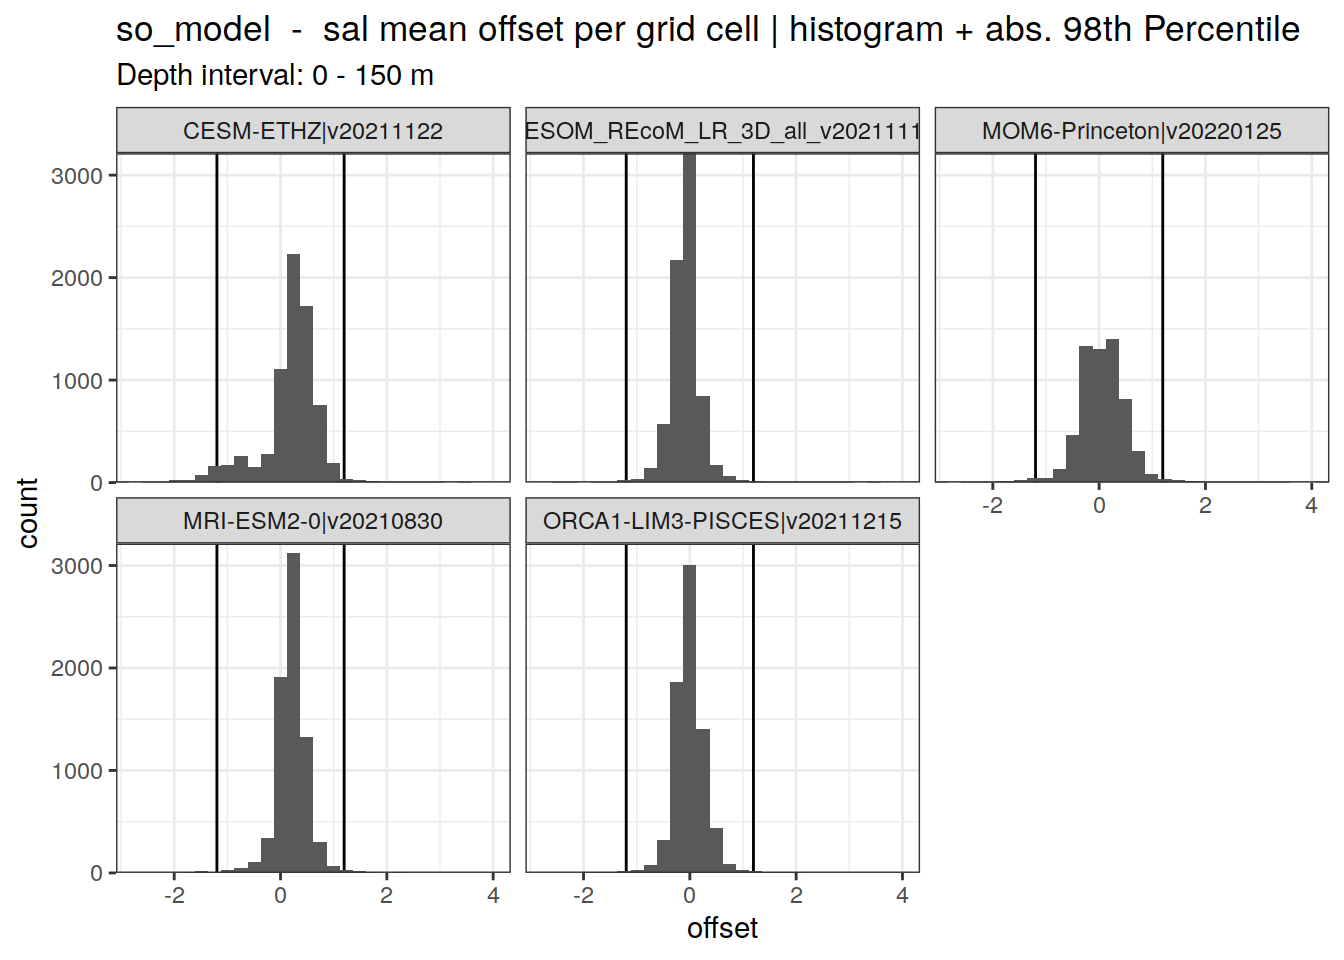 so_model  -  sal mean offset per grid cell | histogram + abs. 98th Percentile
Depth interval: 0 - 150 m
CESM-ETHZ|v20211122
ESOM_REcoM_LR_3D_all_v2021111
MOM6-Princeton|v20220125
3000
2000
1000
0
-2 0 2 4
MRI-ESM2-0|v20210830
ORCA1-LIM3-PISCES|v20211215
3000
2000
1000
0
-2 0 2 4
-2 0 2 4
count
offset